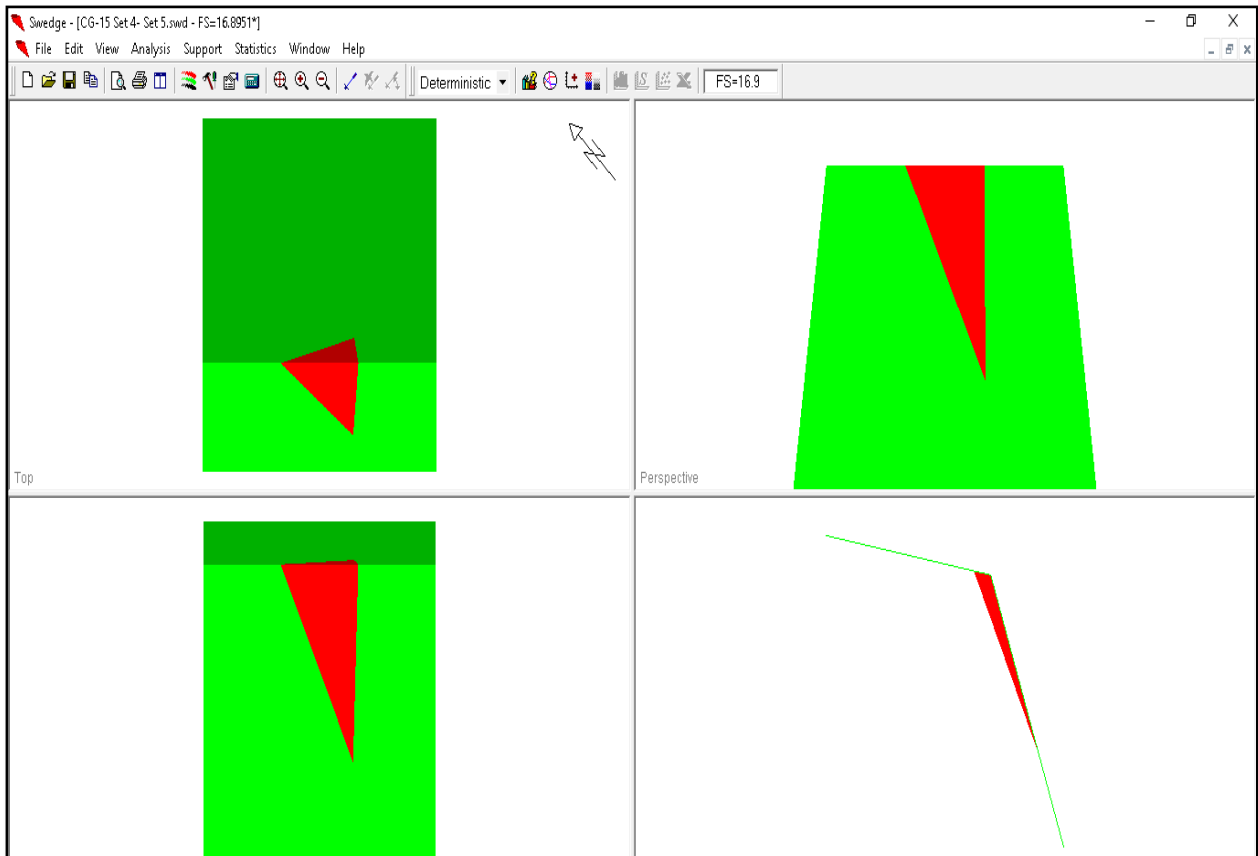 Swedge - [CG-15 Set 4- Set 5.swd - FS=16.8951*]
File Edit View Analysis Support Statistics Window Help
Deterministic FS=16.9
Top
Perspective